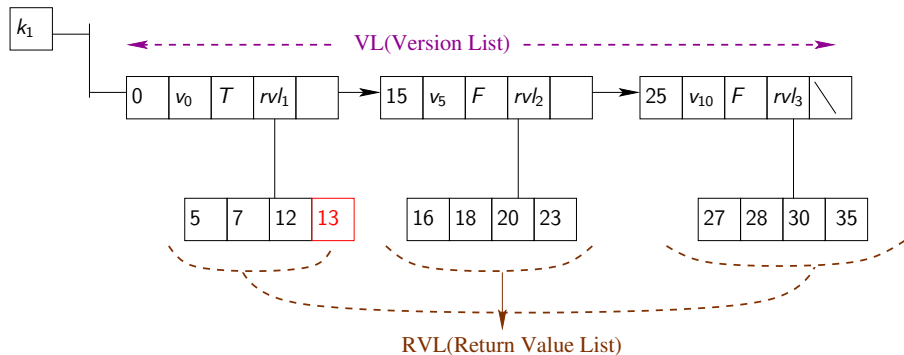 k₁
VL(Version List)
0 v₀ T rvl₁ 15 v₅ F rvl₂ 25 v₁₀ F rvl₃
5 7 12 13 16 18 20 23 27 28 30 35
RVL(Return Value List)